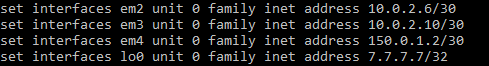 set interfaces em2 unit 0 family inet address 10.0.2.6/30
set interfaces em3 unit 0 family inet address 10.0.2.10/30
set interfaces em4 unit 0 family inet address 150.0.1.2/30
set interfaces lo0 unit 0 family inet address 7.7.7.7/32